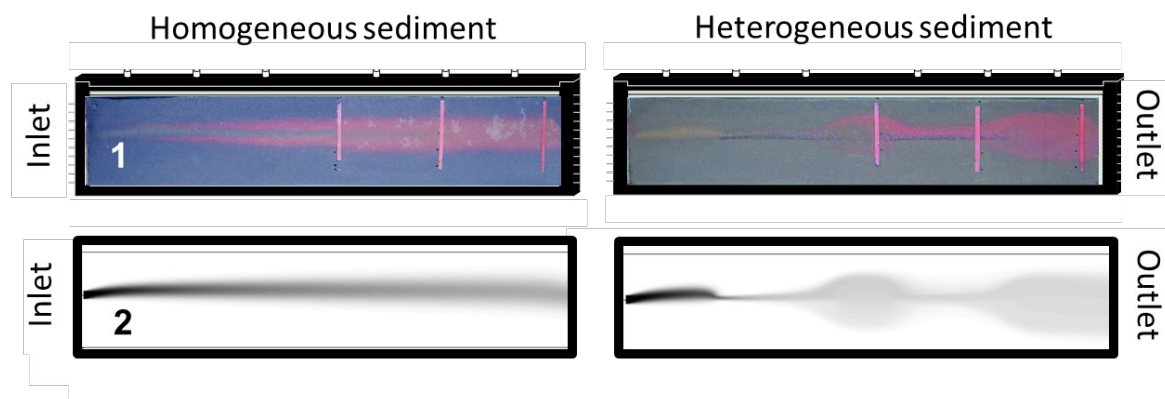 Homogeneous sediment
Heterogeneous sediment
Inlet
1
Outlet
Inlet
2
Outlet